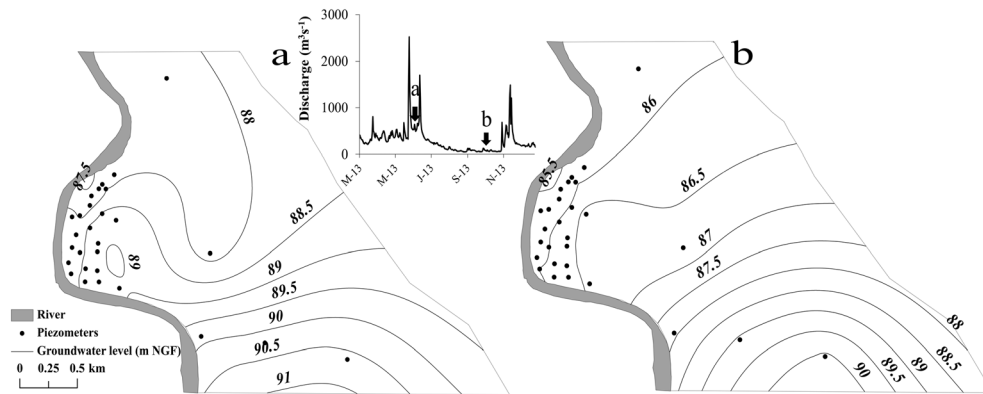 a
b
Discharge (m³s⁻¹)
3000
2000
1000
0
a
b
M-13
M-13
J-13
S-13
N-13
88
87.5
88.5
89
89
89.5
90
90.5
91
86
85.5
86.5
87
87.5
88
88.5
89
89.5
90
River
Piezometers
Groundwater level (m NGF)
0 0.25 0.5 km